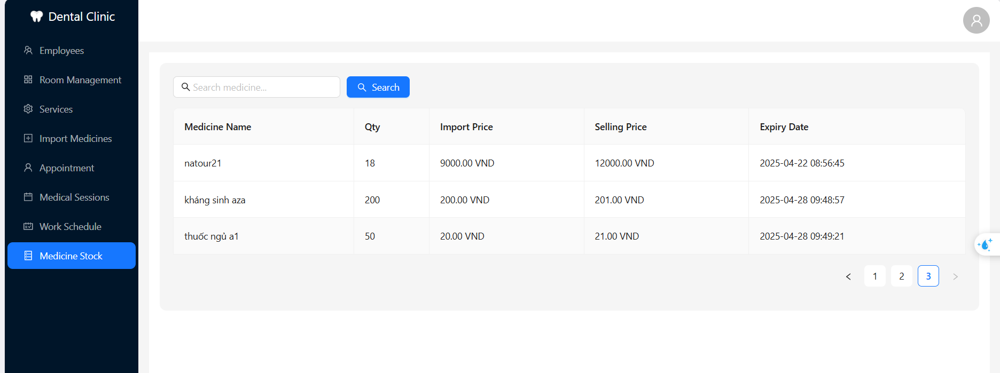 Dental Clinic
Employees
Room Management
Services
Import Medicines
Appointment
Medical Sessions
Work Schedule
Medicine Stock
Search medicine...
Search
Medicine Name Qty Import Price Selling Price Expiry Date
natour21 18 9000.00 VND 12000.00 VND 2025-04-22 08:56:45
kháng sinh aza 200 200.00 VND 201.00 VND 2025-04-28 09:48:57
thuốc ngủ a1 50 20.00 VND 21.00 VND 2025-04-28 09:49:21
< 1 2 3 >